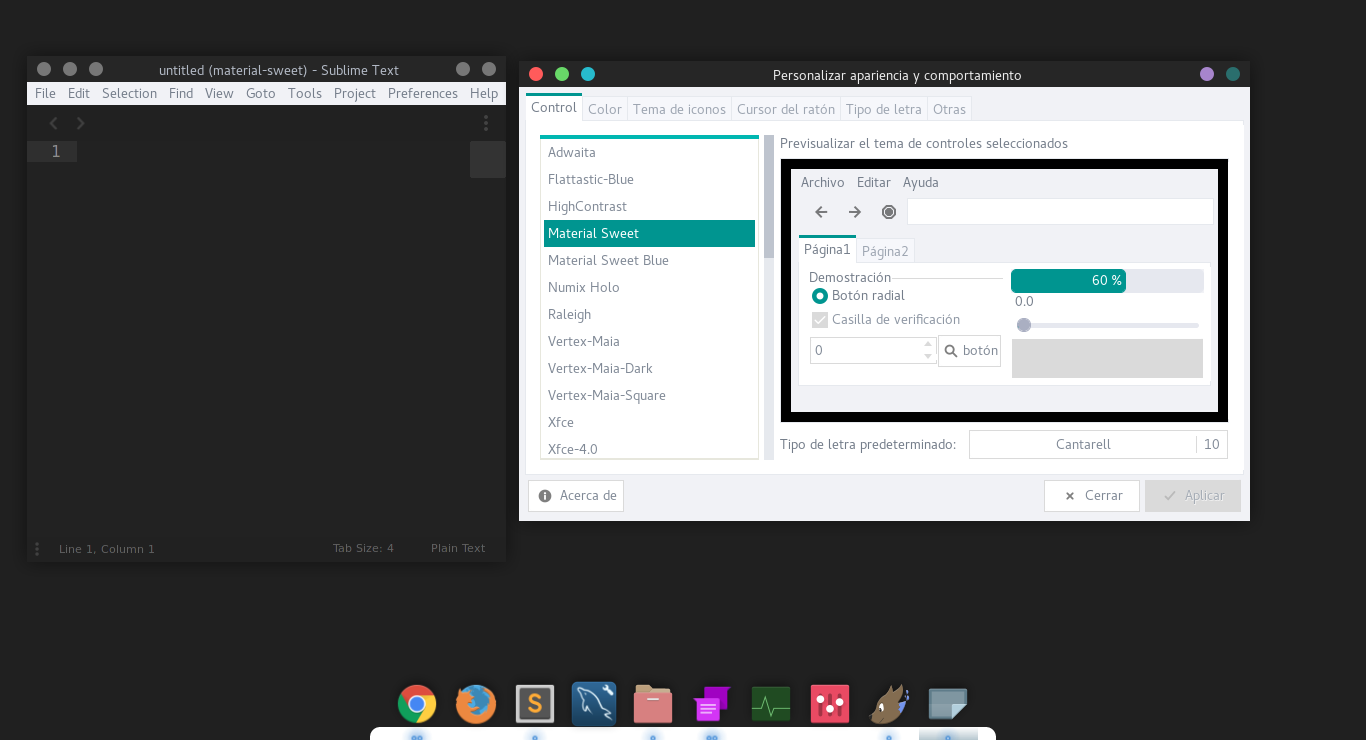 untitled (material-sweet) - Sublime Text
File Edit Selection Find View Goto Tools Project Preferences Help
1
Line 1, Column 1 Tab Size: 4 Plain Text
Personalizar apariencia y comportamiento
Control Color Tema de iconos Cursor del ratón Tipo de letra Otras
Adwaita
Flattastic-Blue
HighContrast
Material Sweet
Material Sweet Blue
Numix Holo
Raleigh
Vertex-Maia
Vertex-Maia-Dark
Vertex-Maia-Square
Xfce
Xfce-4.0
Previsualizar el tema de controles seleccionados
Archivo Editar Ayuda
Página1 Página2
Demostración
Botón radial
Casilla de verificación
0 botón
60 %
0.0
Tipo de letra predeterminado: Cantarell 10
Acerca de Cerrar Aplicar
S